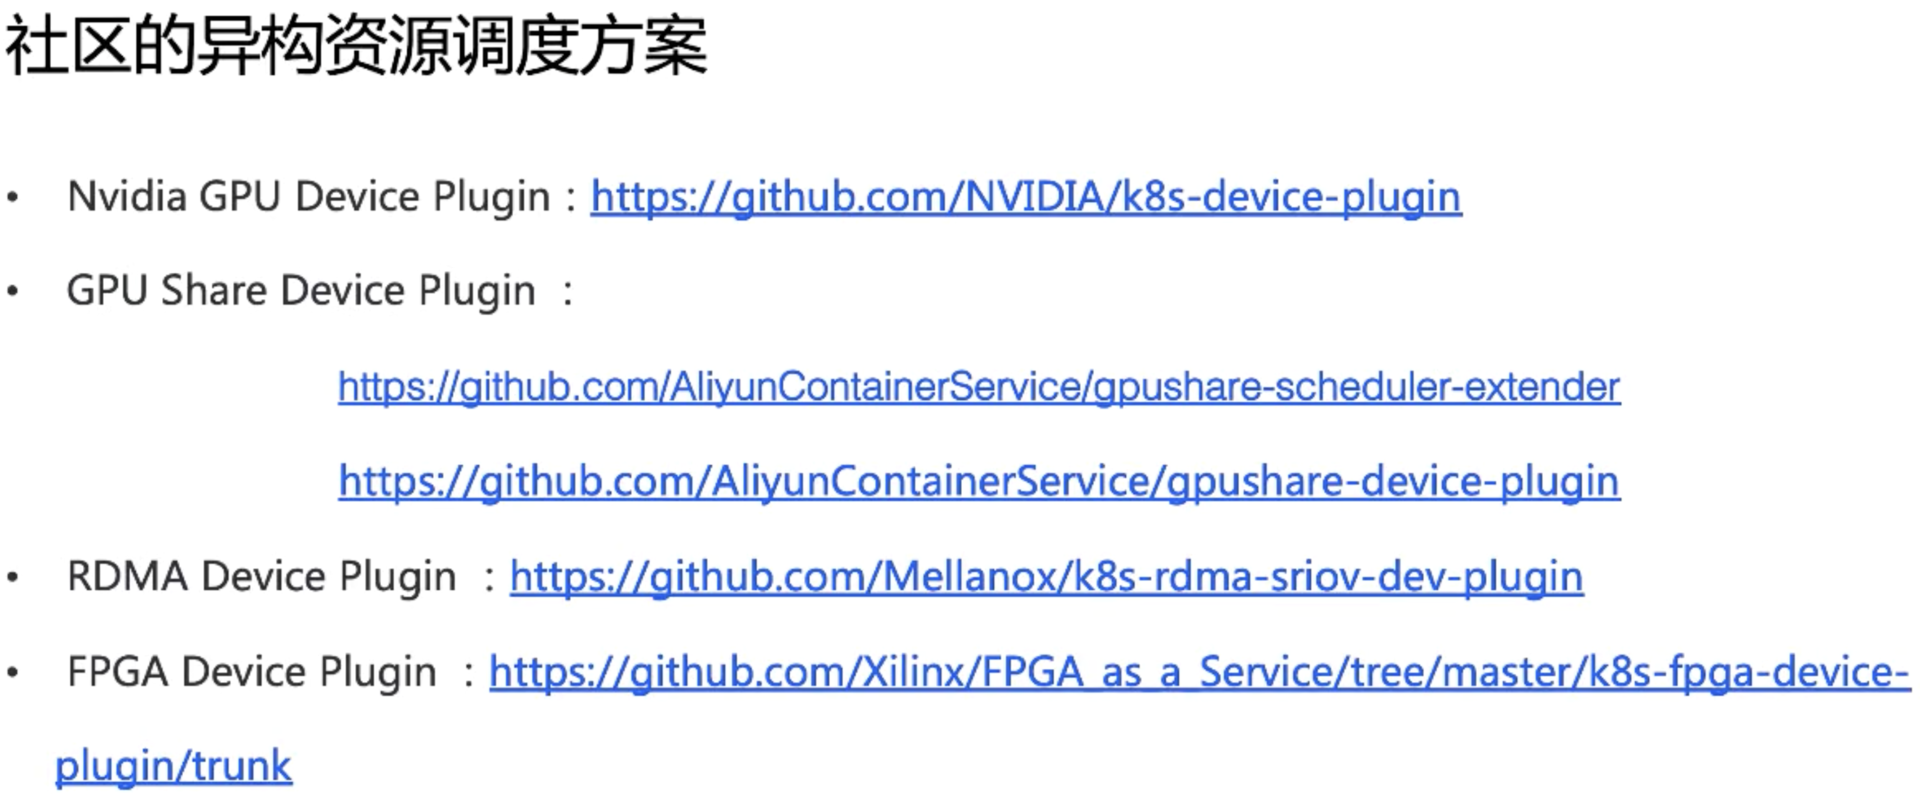 社区的异构资源调度方案
• Nvidia GPU Device Plugin：https://github.com/NVIDIA/k8s-device-plugin
• GPU Share Device Plugin ：
https://github.com/AliyunContainerService/gpushare-scheduler-extender
https://github.com/AliyunContainerService/gpushare-device-plugin
• RDMA Device Plugin ：https://github.com/Mellanox/k8s-rdma-sriov-dev-plugin
• FPGA Device Plugin ：https://github.com/Xilinx/FPGA_as_a_Service/tree/master/k8s-fpga-device-
plugin/trunk